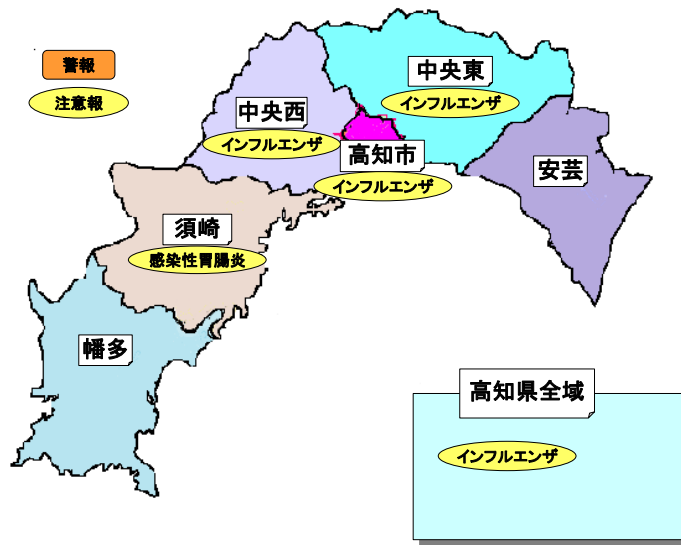 警報
注意報
中央東
インフルエンザ
中央西
インフルエンザ
高知市
インフルエンザ
安芸
須崎
感染性胃腸炎
幡多
高知県全域
インフルエンザ